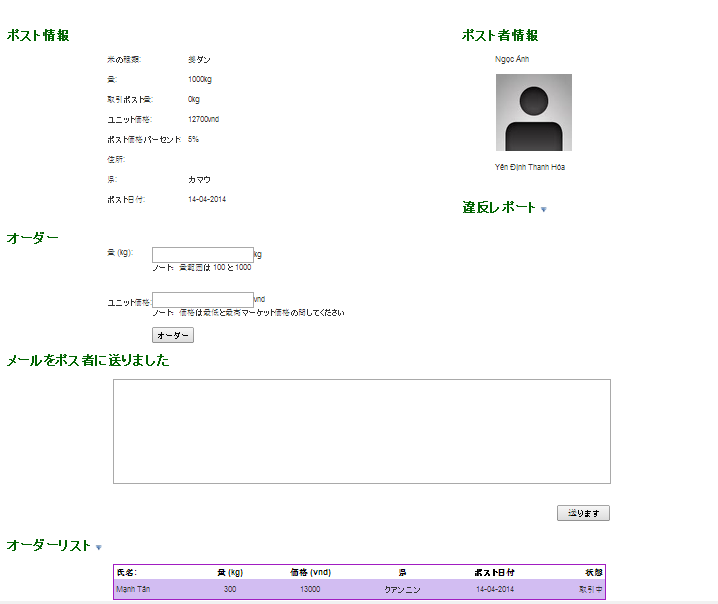 ポスト情報
米の種類: 美ダン
量: 1000kg
取引ポスト量: 0kg
ユニット価格: 12700vnd
ポスト価格パーセント 5%
住所:
県: カマウ
ポスト日付: 14-04-2014
ポスト者情報
Ngọc Ánh
Yên Định Thanh Hóa
違反レポート
オーダー
量 (kg): kg
ノート: 量範囲は 100 と 1000
ユニット価格: vnd
ノート: 価格は最低と最高マーケット価格の間してください
オーダー
メールをポス者に送りました
送ります
オーダーリスト
氏名: 量 (kg) 価格 (vnd) 県 ポスト日付 状態
Mạnh Tân 300 13000 クアンニン 14-04-2014 取引中